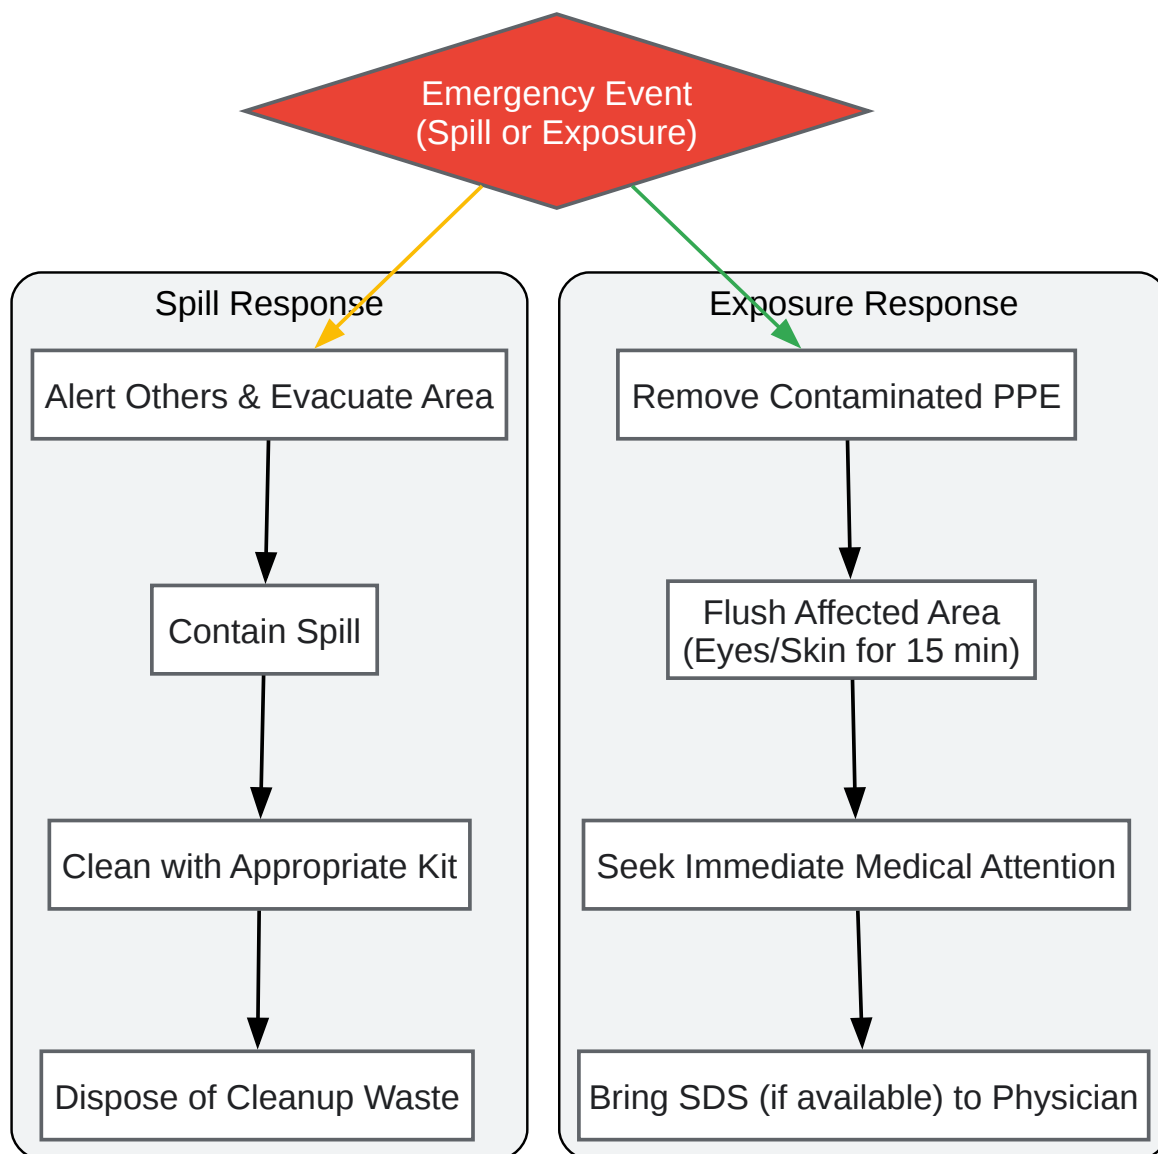 Emergency Event
(Spill or Exposure)
Spill Response
Alert Others & Evacuate Area
Contain Spill
Clean with Appropriate Kit
Dispose of Cleanup Waste
Exposure Response
Remove Contaminated PPE
Flush Affected Area
(Eyes/Skin for 15 min)
Seek Immediate Medical Attention
Bring SDS (if available) to Physician